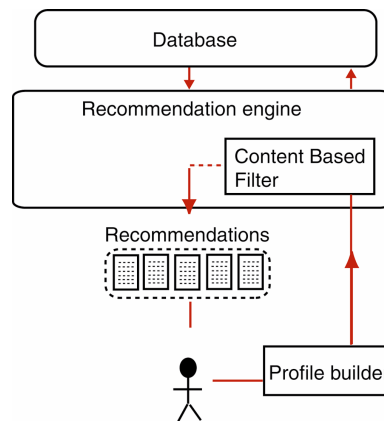 Database
Recommendation engine
Content Based
Filter
Recommendations
Profile builde